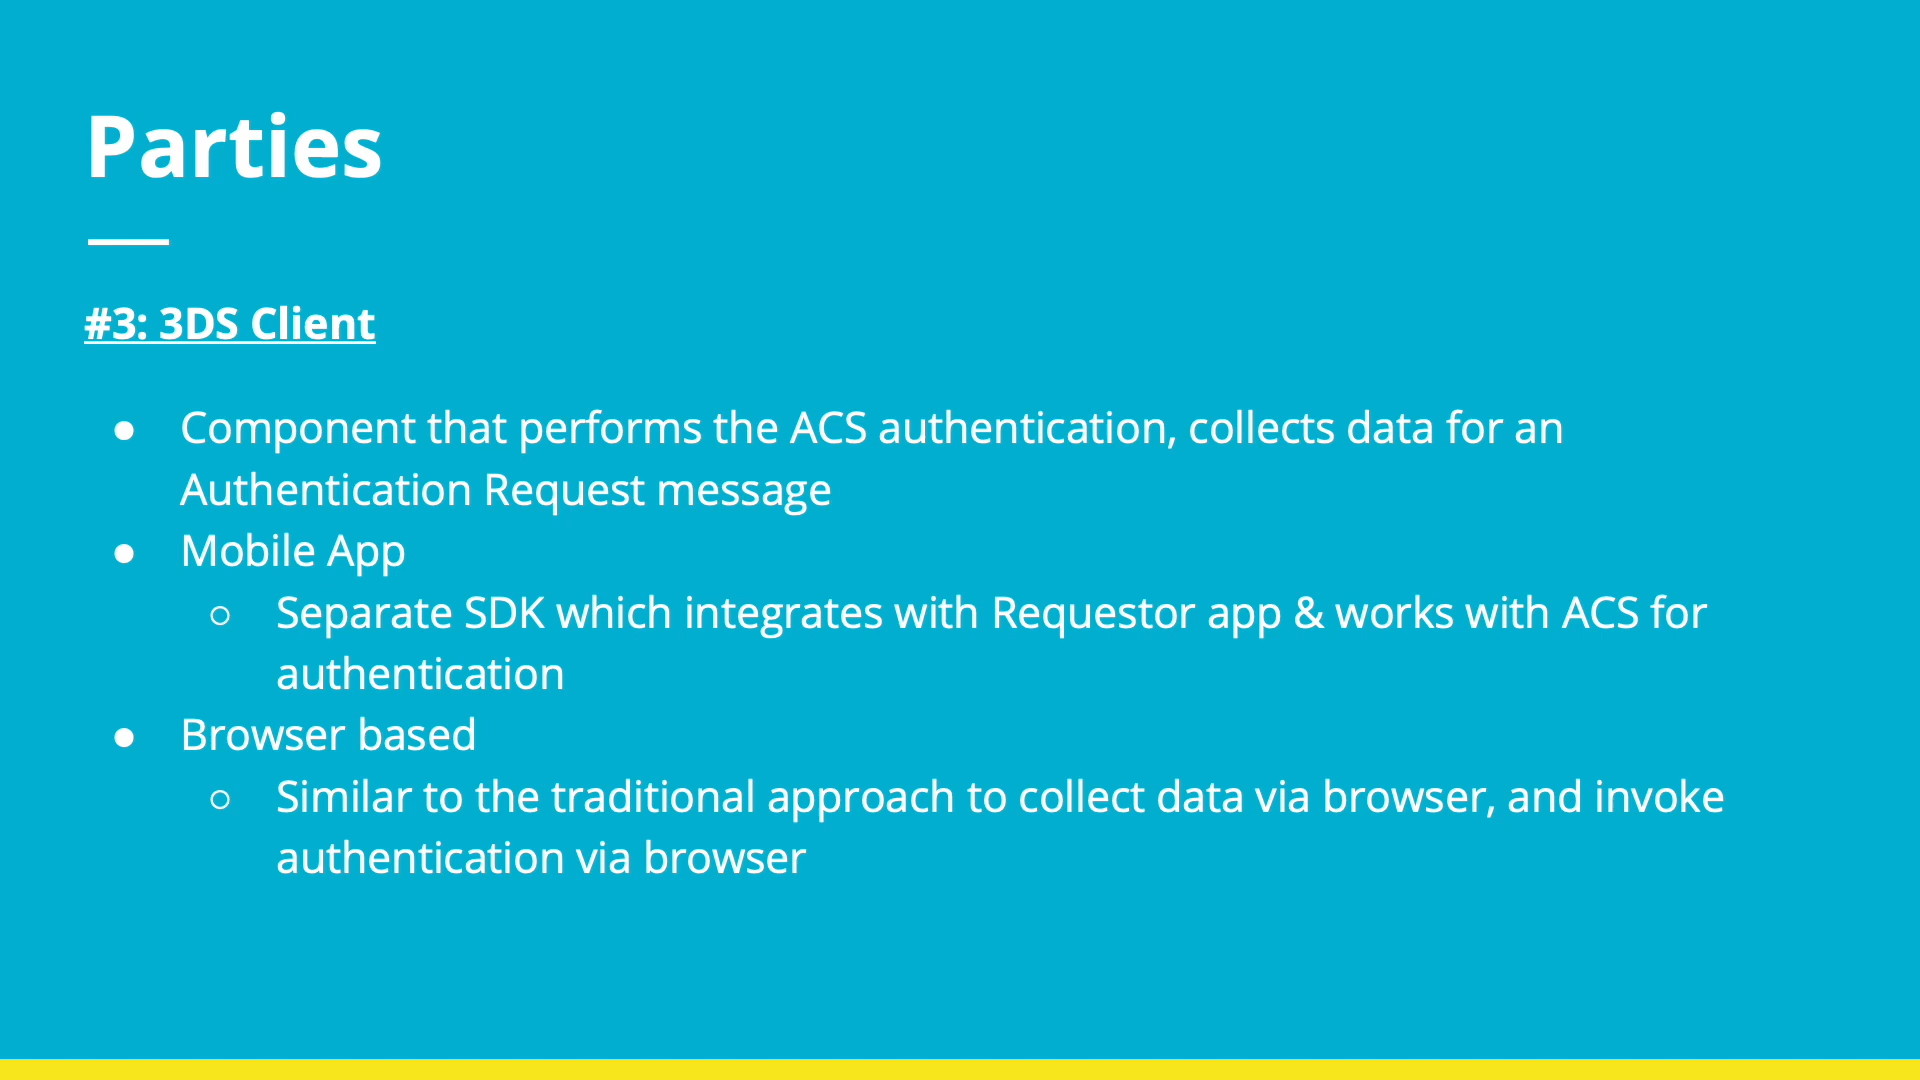 Parties
#3: 3DS Client
● Component that performs the ACS authentication, collects data for an
Authentication Request message
● Mobile App
○ Separate SDK which integrates with Requestor app & works with ACS for
authentication
● Browser based
○ Similar to the traditional approach to collect data via browser, and invoke
authentication via browser